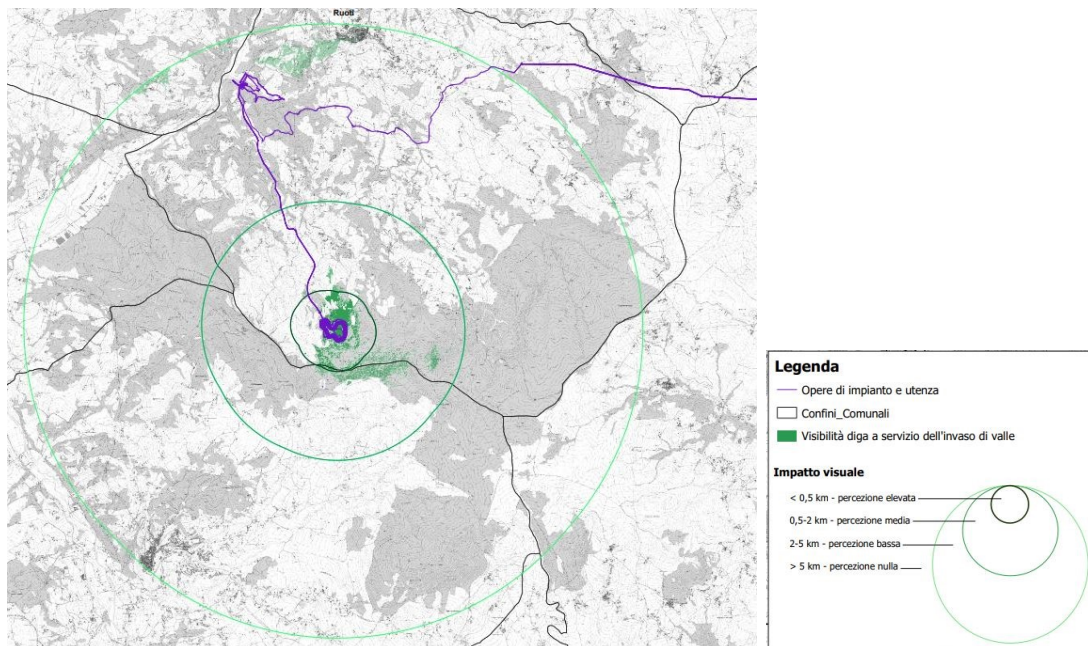 Ruoti
Legenda
Opere di impianto e utenza
Confini_Comunali
Visibilità diga a servizio dell'invaso di valle
Impatto visuale
< 0,5 km - percezione elevata
0,5-2 km - percezione media
2-5 km - percezione bassa
> 5 km - percezione nulla